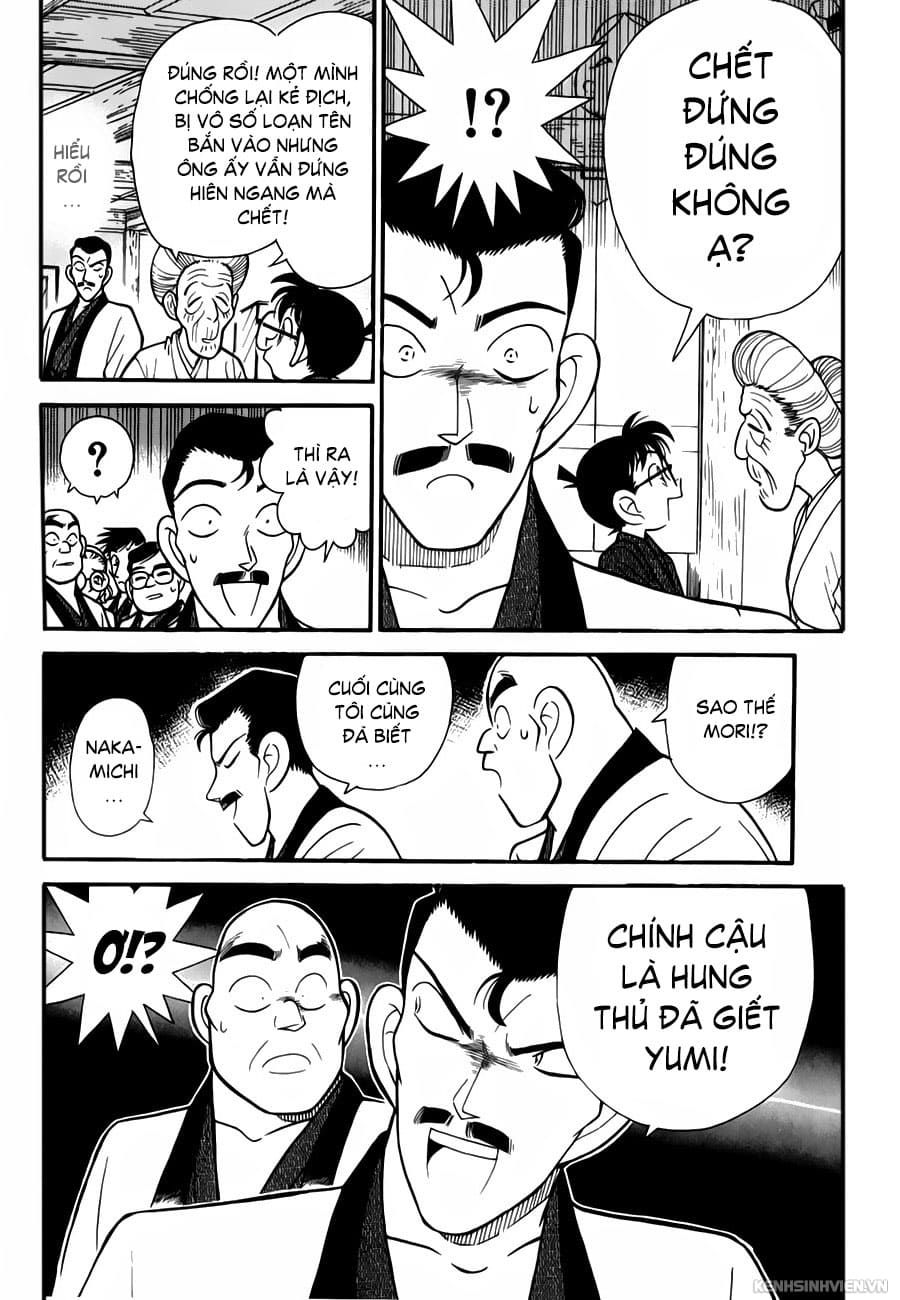 CHẾT
ĐỨNG
ĐÚNG
KHÔNG
Ạ?
!?
ĐÚNG RỒI! MỘT MÌNH
CHỐNG LẠI KẺ ĐỊCH,
BỊ VÔ SỐ LOẠN TÊN
BẮN VÀO NHƯNG
ÔNG ẤY VẪN ĐỨNG
HIÊN NGANG MÀ
CHẾT!
HIỂU
RỒI
...
THÌ RA
LÀ VẬY!
?
SAO THẾ
MORI!?
CUỐI CÙNG
TÔI CŨNG
ĐÃ BIẾT
...
NAKA-
MICHI
...
CHÍNH CẬU
LÀ HUNG
THỦ ĐÃ GIẾT
YUMI!
Ơ!?
KENHSINHVIEN.VN